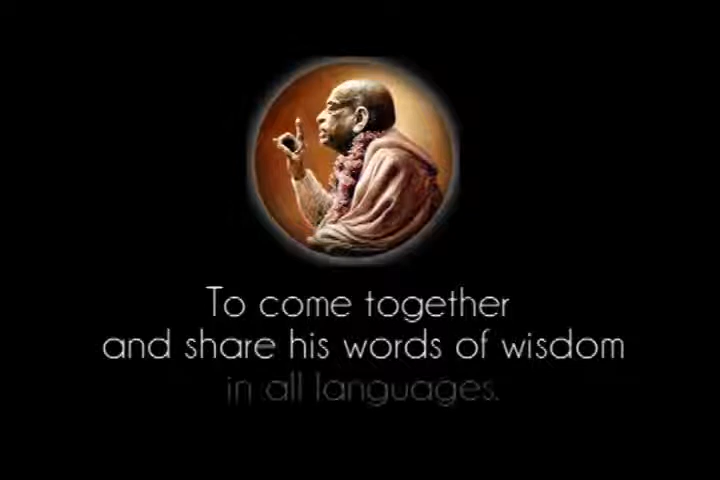 To come together
and share his words of wisdom
in all languages.